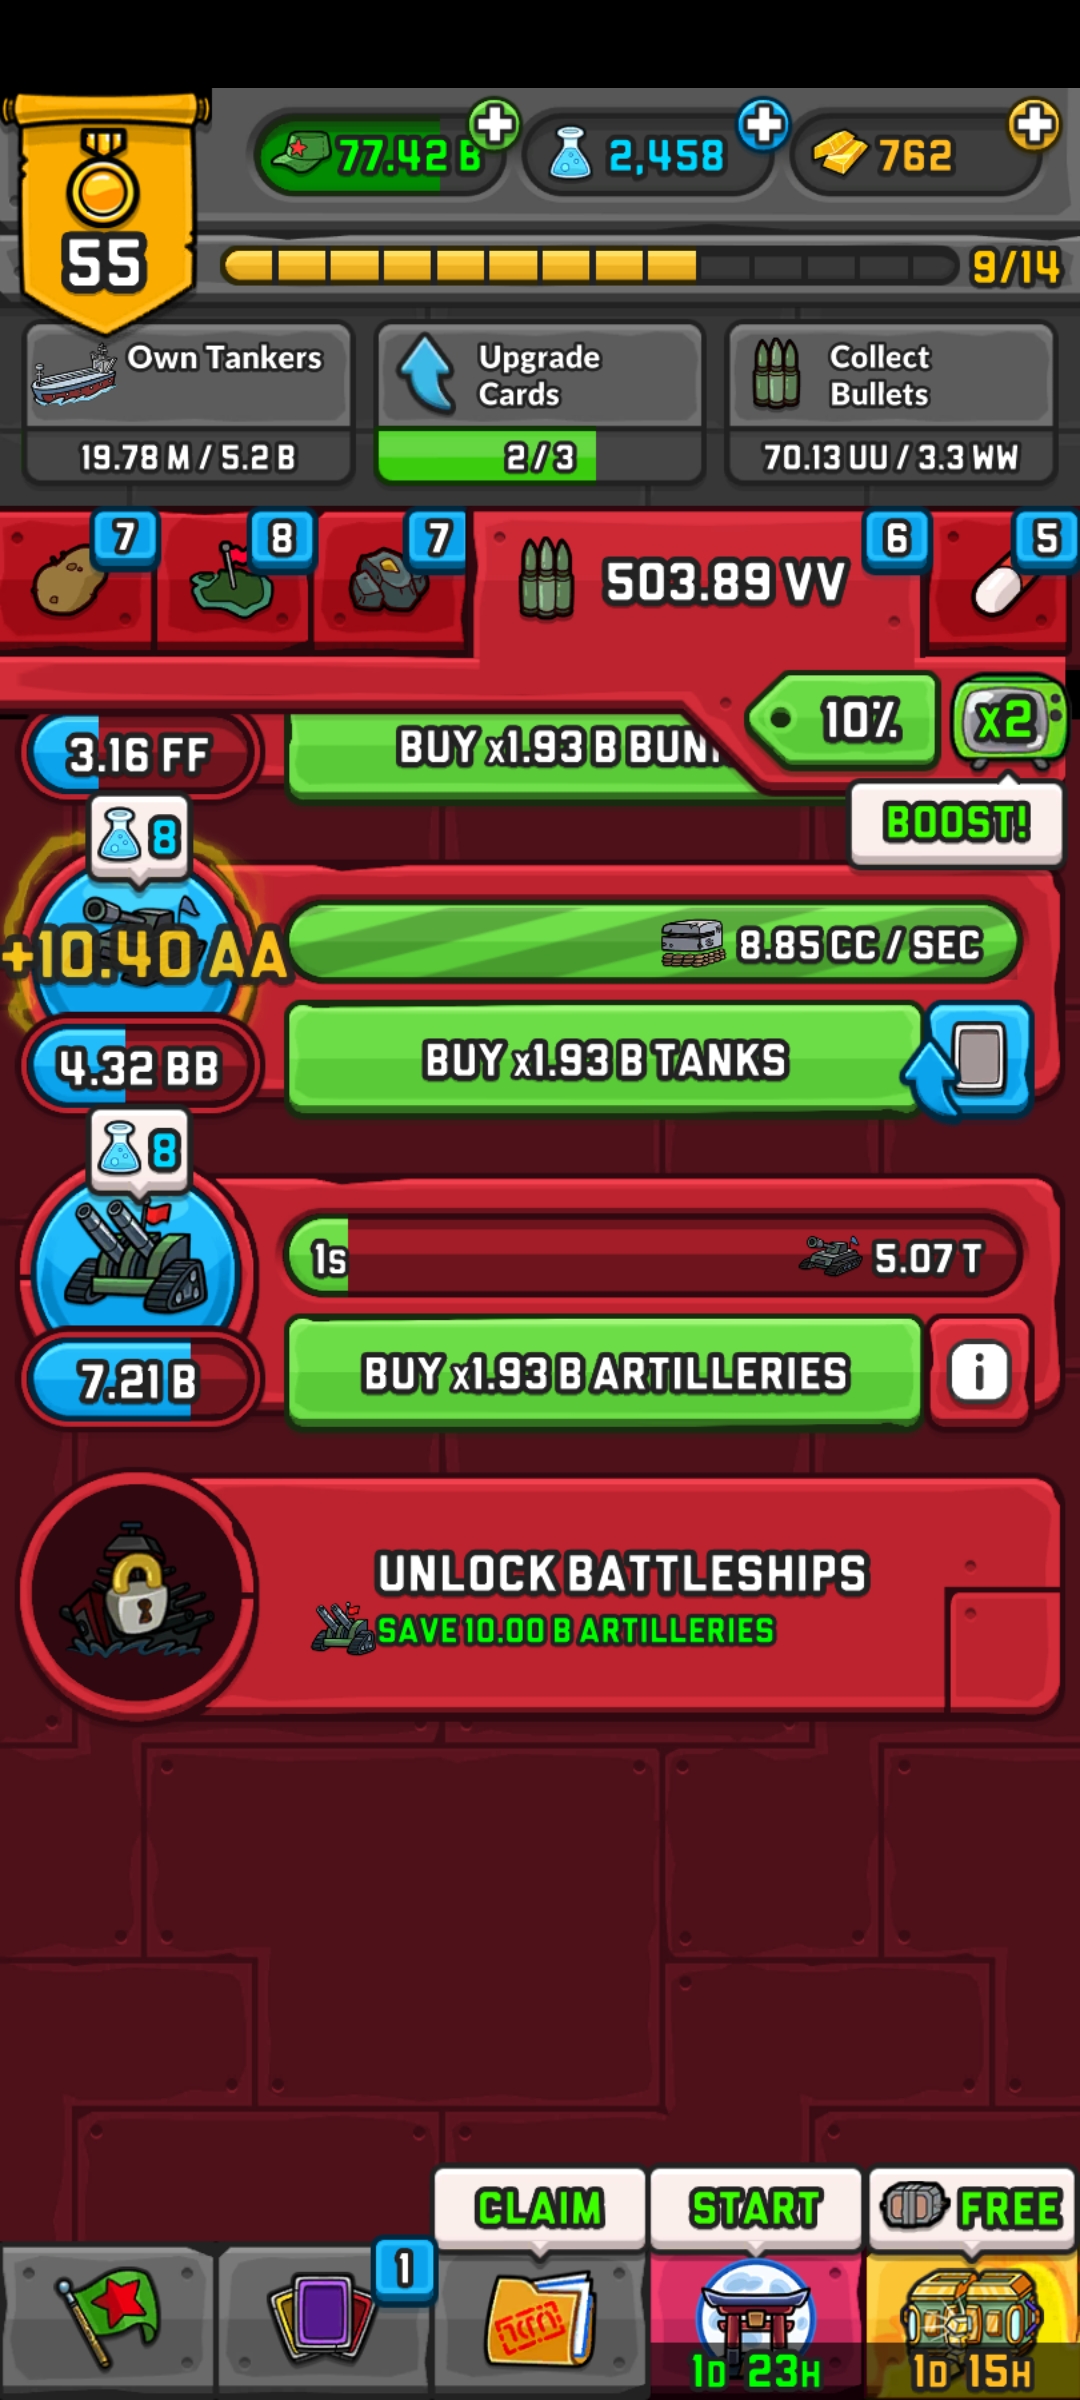 77.42 B
2,458
762
55
9/14
Own Tankers
19.78 M / 5.2 B
Upgrade
Cards
2 / 3
Collect
Bullets
70.13 UU / 3.3 WW
7
8
7
503.89 VV
6
5
10%
x2
BOOST!
3.16 FF
BUY x1.93 B BUN
8
+10.40 AA
8.85 CC / SEC
4.32 BB
BUY x1.93 B TANKS
8
1s
5.07 T
7.21 B
BUY x1.93 B ARTILLERIES
i
UNLOCK BATTLESHIPS
SAVE 10.00 B ARTILLERIES
CLAIM
START
FREE
1
1D 23H
1D 15H